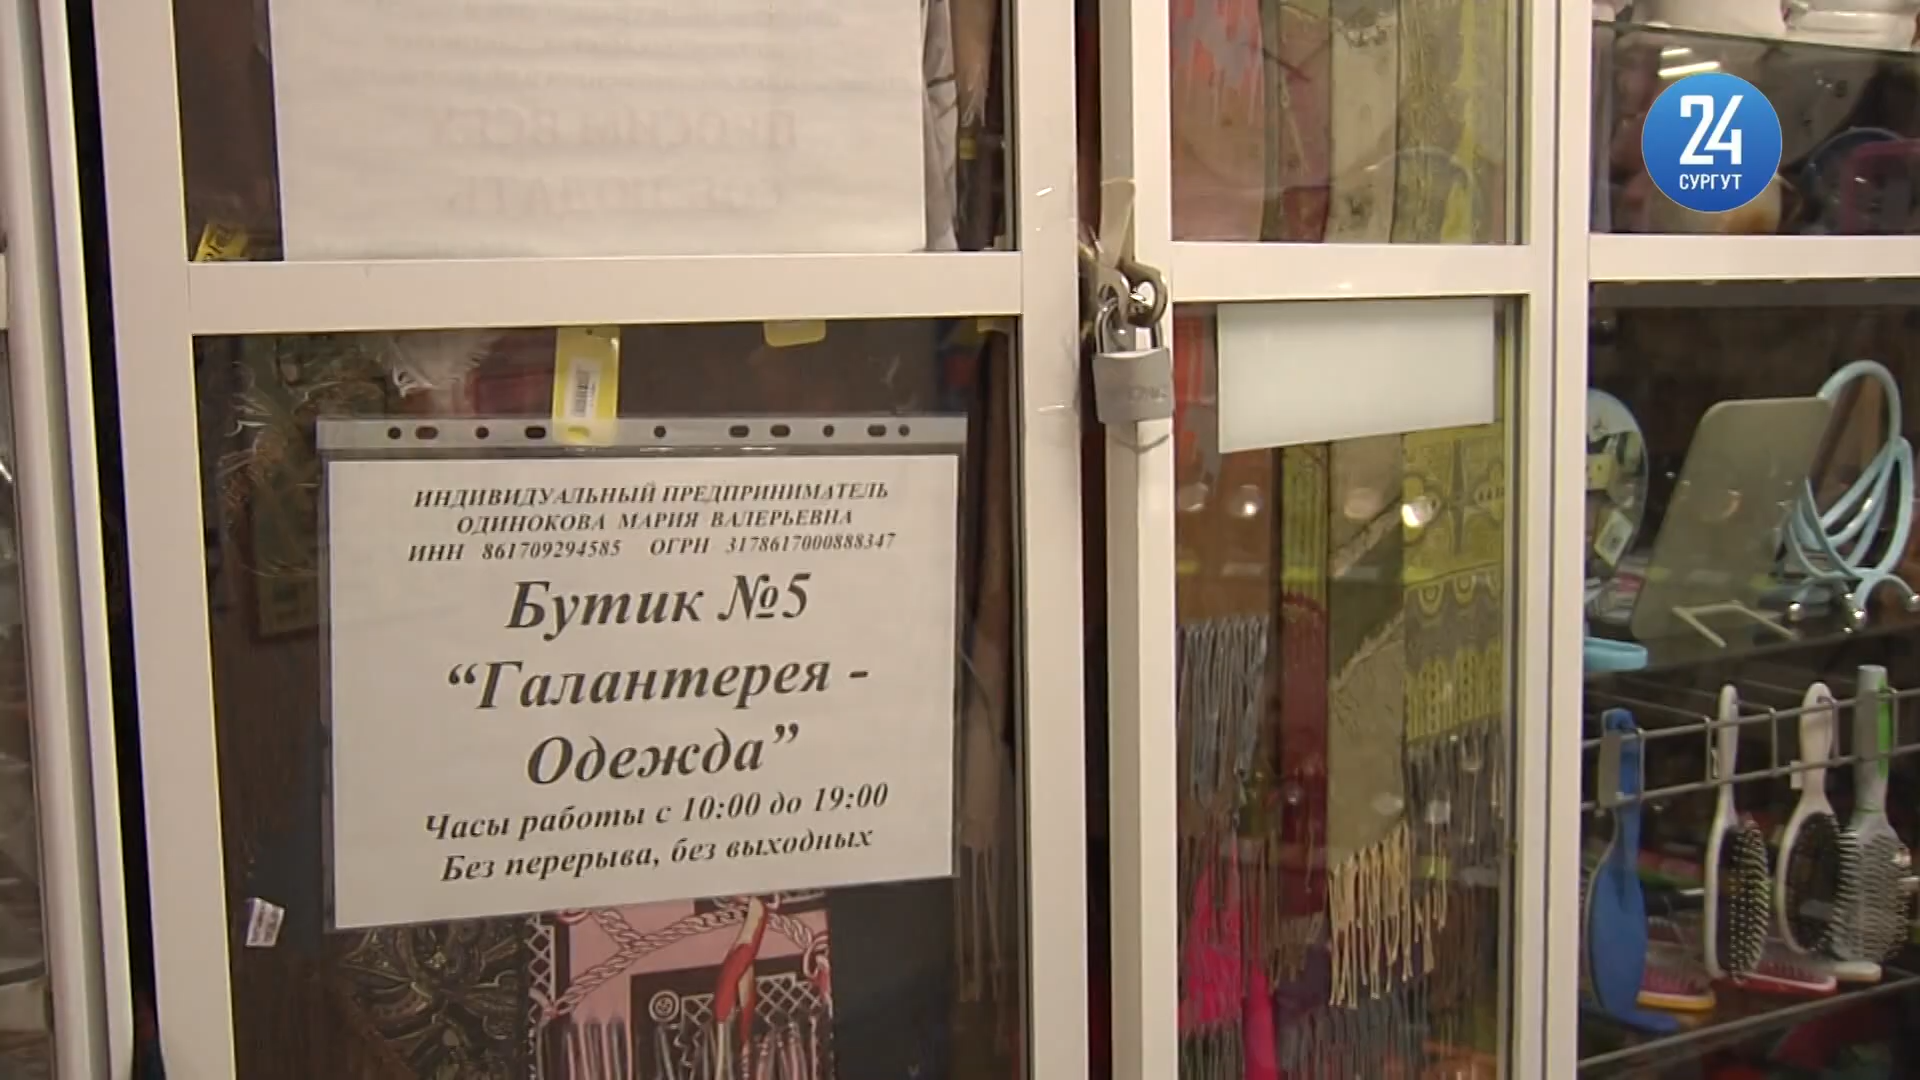 24
СУРГУТ
ИНДИВИДУАЛЬНЫЙ ПРЕДПРИНИМАТЕЛЬ
ОДИНОКОВА МАРИЯ ВАЛЕРЬЕВНА
ИНН 861709294585 ОГРН 3178617000888347
Бутик №5
“Галантерея -
Одежда”
Часы работы с 10:00 до 19:00
Без перерыва, без выходных